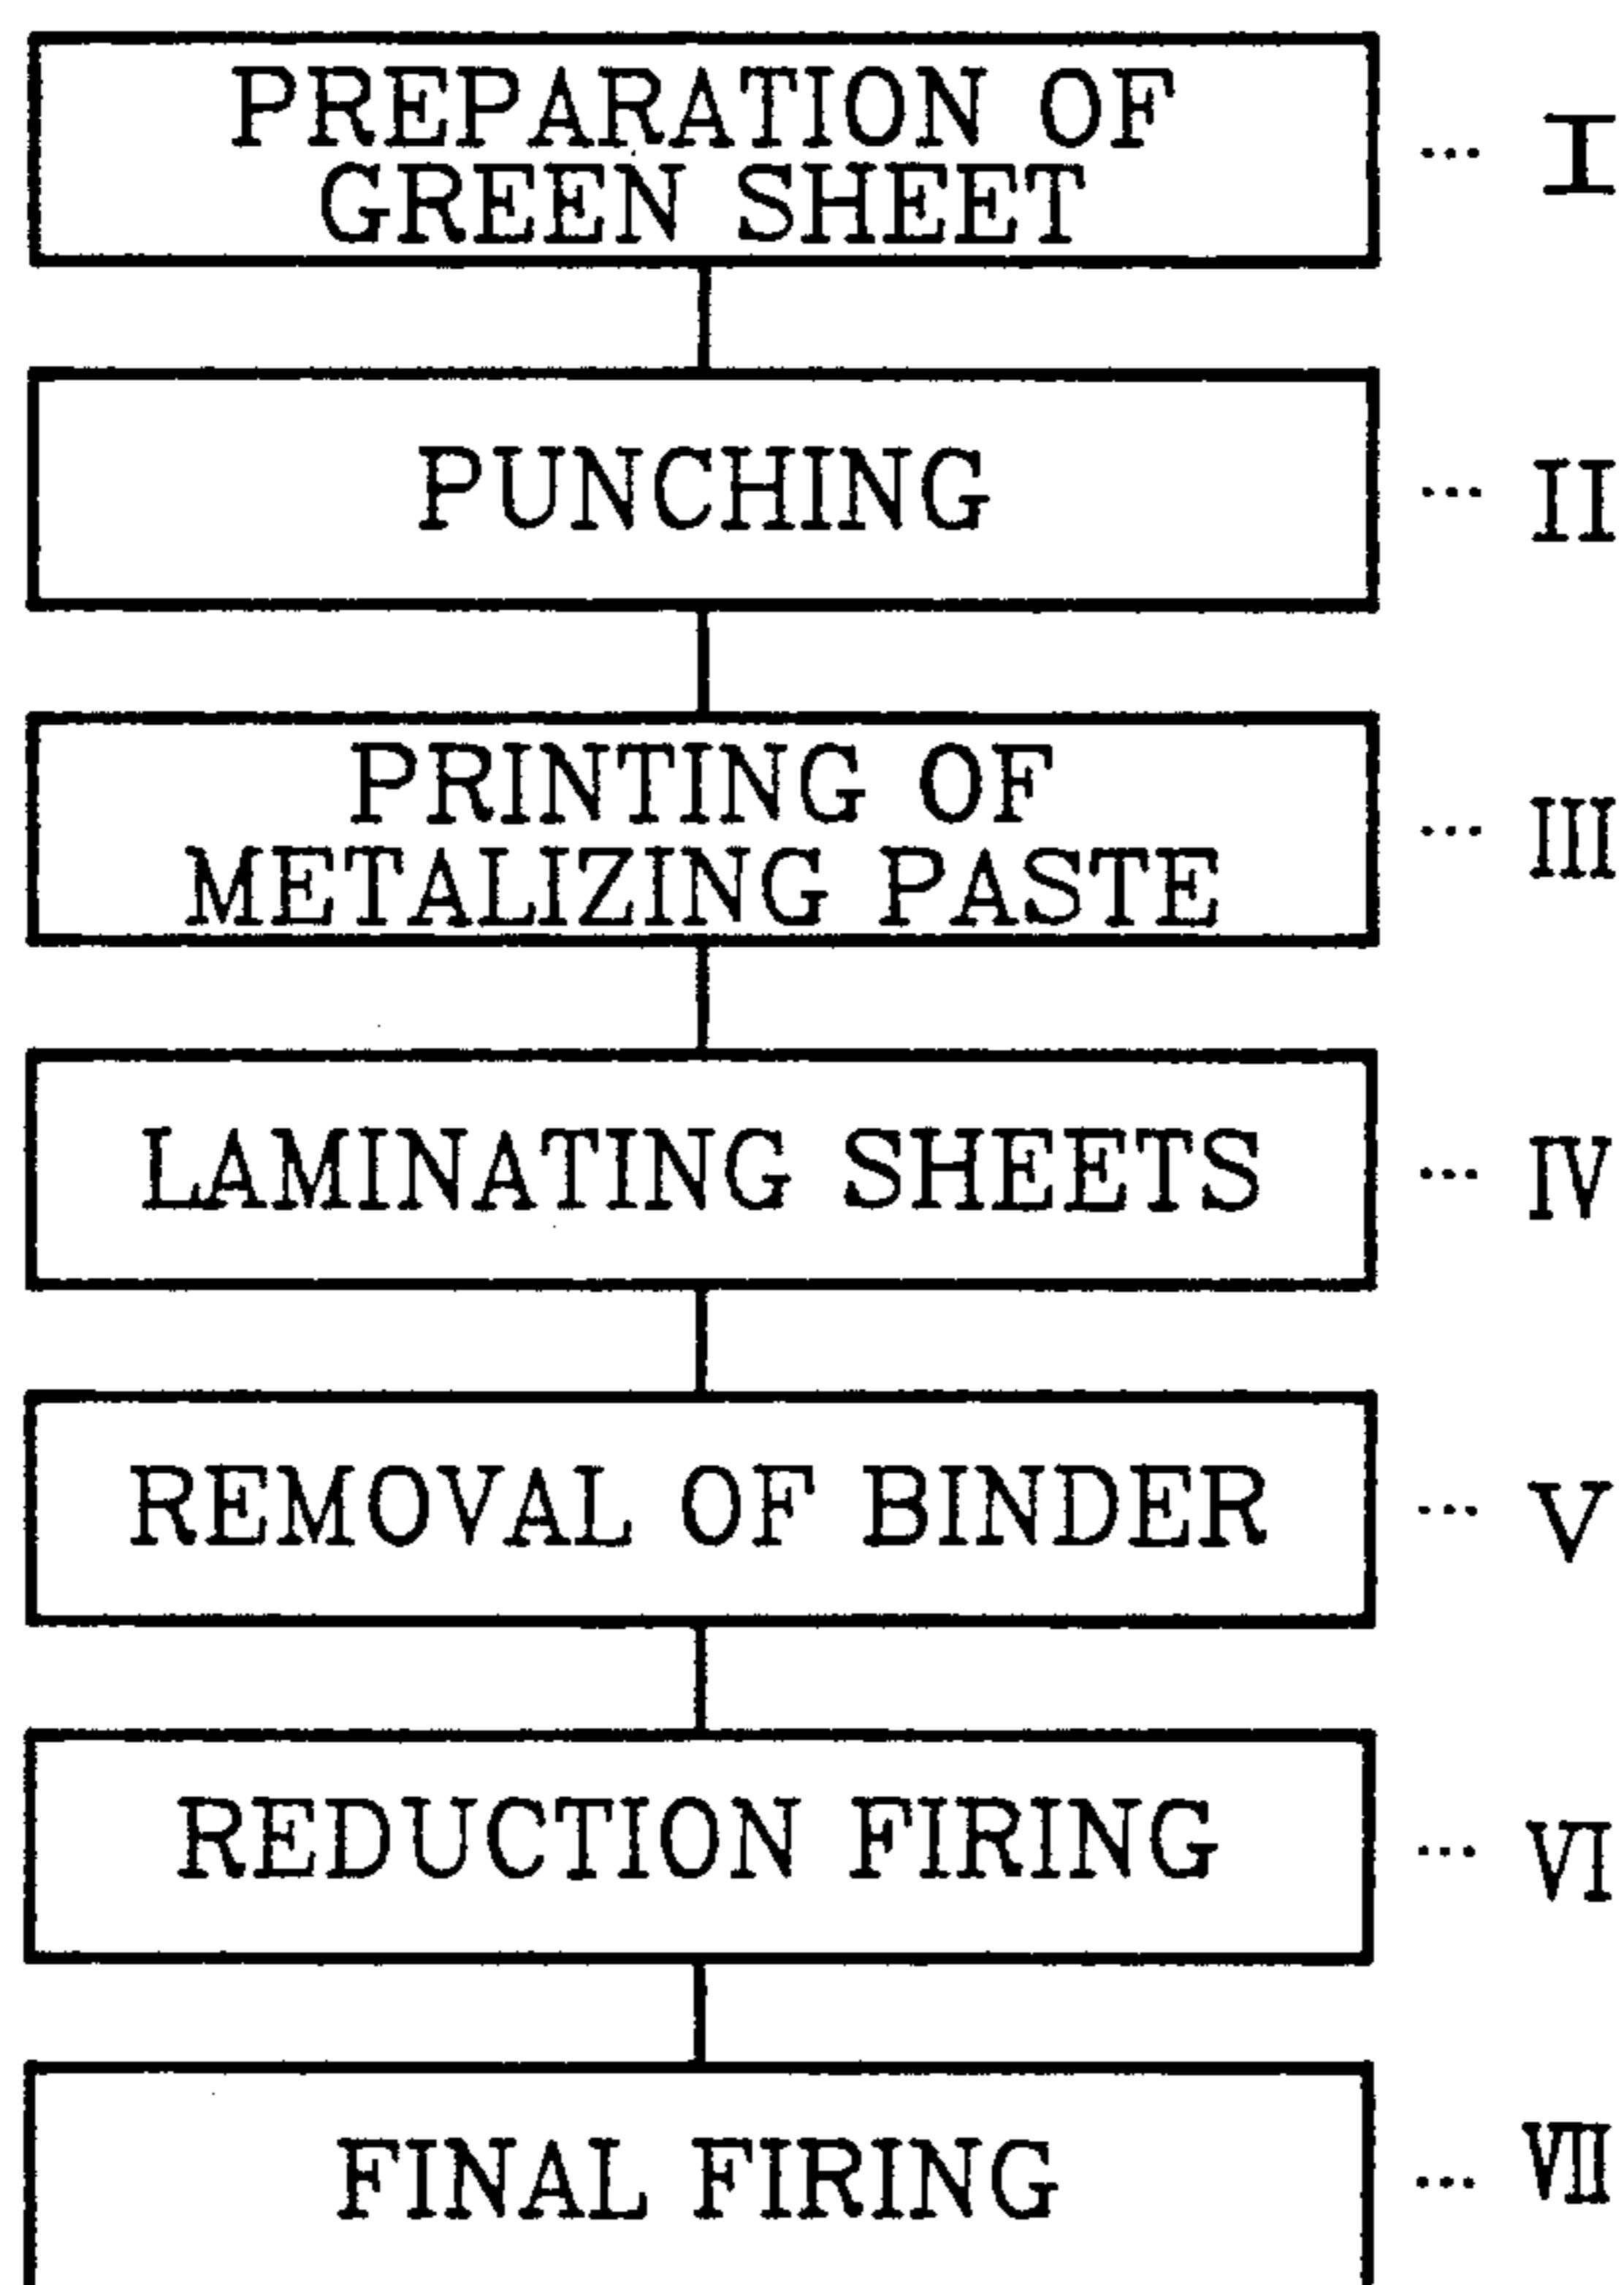 PREPARATION OF
GREEN SHEET
... I
PUNCHING
... II
PRINTING OF
METALIZING PASTE
... III
LAMINATING SHEETS
... IV
REMOVAL OF BINDER
... V
REDUCTION FIRING
... VI
FINAL FIRING
... VII